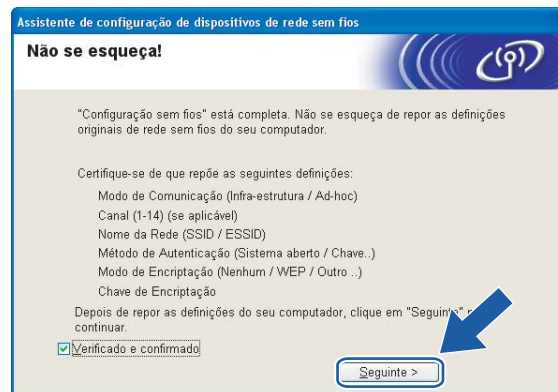 Assistente de configuração de dispositivos de rede sem fios
Não se esqueça!
"Configuração sem fios" está completa. Não se esqueça de repor as definições
originais de rede sem fios do seu computador.
Certifique-se de que repõe as seguintes definições:
Modo de Comunicação (Infra-estrutura / Ad-hoc)
Canal (1-14) (se aplicável)
Nome da Rede (SSID / ESSID)
Método de Autenticação (Sistema aberto / Chave..)
Modo de Encriptação (Nenhum / WEP / Outro ..)
Chave de Encriptação
Depois de repor as definições do seu computador, clique em "Seguinte"
continuar.
Verificado e confirmado
Seguinte >